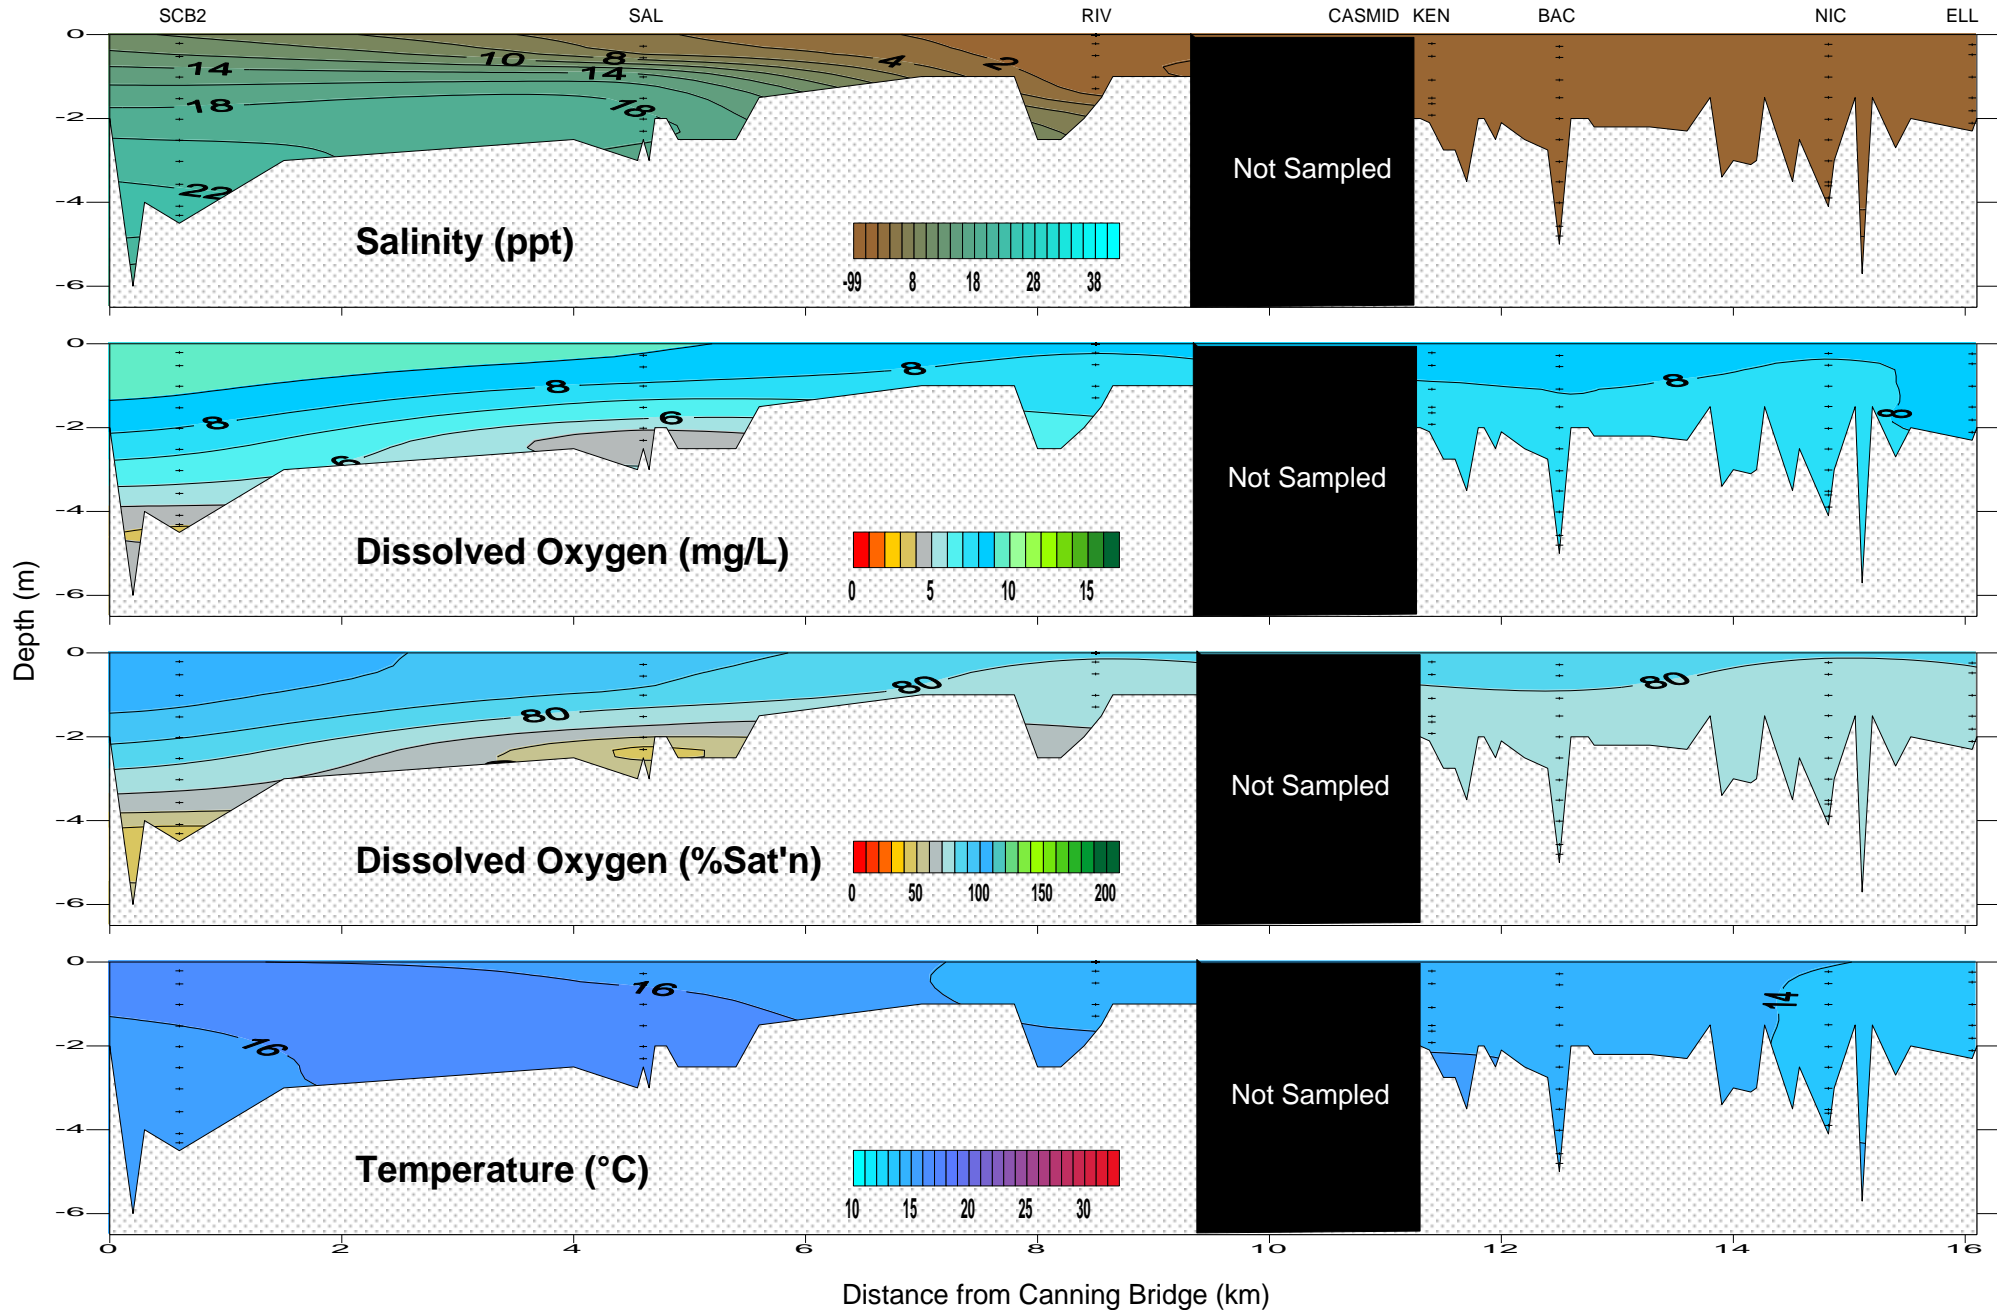 SCB2 SAL RIV CASMID KEN BAC NIC ELL
0
10 8 4 2
14 14
18 18
-2
Not Sampled
22
-4
Salinity (ppt)
-99 8 18 28 38
-6
0
8 8 8
8 6 8
-2
6
Not Sampled
-4
Dissolved Oxygen (mg/L)
0 5 10 15
-6
Depth (m)
0
80 80
80
-2
Not Sampled
-4
Dissolved Oxygen (%Sat'n)
0 50 100 150 200
-6
0
16 14
16
-2
Not Sampled
-4
Temperature (°C)
10 15 20 25 30
-6
0 2 4 6 8 10 12 14 16
Distance from Canning Bridge (km)